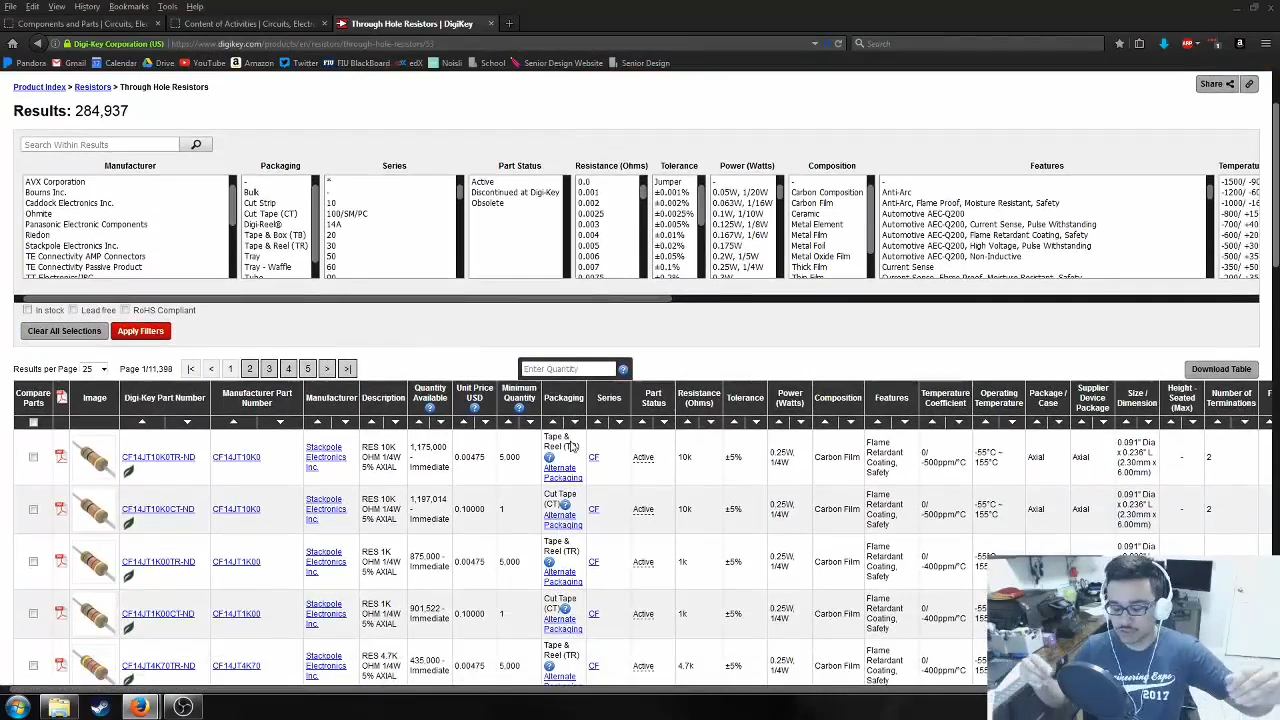 File Edit View History Bookmarks Tools Help
Components and Parts | Circuits, Ele Content of Activities | Circuits, Electr Through Hole Resistors | DigiKey
Digi-Key Corporation (US) https://www.digikey.com/products/en/resistors/through-hole-resistors/53 Search
Pandora Gmail Calendar Drive YouTube Amazon Twitter FIU BlackBoard edX Noisli School Senior Design Website Senior Design
Product Index > Resistors > Through Hole Resistors Share
Results: 284,937
Search Within Results
Manufacturer Packaging Series Part Status Resistance (Ohms) Tolerance Power (Watts) Composition Features Temperatu
AVX Corporation - * Active 0.0 Jumper - Carbon Composition - -1500/ -90
Bourns Inc. Bulk - Discontinued at Digi-Key 0.001 ±0.001% 0.05W, 1/20W Carbon Film Anti-Arc -1200/ -60
Caddock Electronics Inc. Cut Strip 10 Obsolete 0.002 ±0.002% 0.063W, 1/16W Ceramic Anti-Arc, Flame Proof, Moisture Resistant, Safety
Ohmite Cut Tape (CT) 100/SM/PC 0.0025 ±0.0025% 0.1W, 1/10W Metal Element Automotive AEC-Q200
Panasonic Electronic Components Digi-Reel® 14A 0.003 ±0.005% 0.125W, 1/8W Metal Film Automotive AEC-Q200, Current Sense, Pulse Withstanding
Riedon Tape & Box (TB) 20 0.004 ±0.01% 0.167W, 1/6W Metal Foil Automotive AEC-Q200, Flame Retardant Coating, Safety
Stackpole Electronics Inc. Tape & Reel (TR) 30 0.005 ±0.02% 0.175W Metal Oxide Film Automotive AEC-Q200, High Voltage, Pulse Withstanding
TE Connectivity AMP Connectors Tray 50 0.006 ±0.05% 0.2W, 1/5W Metal Oxide Film Automotive AEC-Q200, Non-Inductive
TE Connectivity Passive Product Tray - Waffle 60 0.007 ±0.1% 0.25W, 1/4W Thick Film Current Sense
In stock Lead free RoHS Compliant
Clear All Selections Apply Filters
Results per Page 25 Page 1/11,398 |< < 1 2 3 4 5 > >| Enter Quantity Download Table
Compare Parts Image Digi-Key Part Number Manufacturer Part Number Manufacturer Description Quantity Available Unit Price USD Minimum Quantity Packaging Series Part Status Resistance (Ohms) Tolerance Power (Watts) Composition Features Temperature Coefficient Operating Temperature Package / Case Supplier Device Package Size / Dimension Height - Seated (Max) Number of Terminations
CF14JT10K0TR-ND CF14JT10K0 Stackpole Electronics Inc. RES 10K OHM 1/4W 5% AXIAL 1,175,000 - Immediate 0.00475 5,000 Tape & Reel Alternate Packaging CF Active 10k ±5% 0.25W, 1/4W Carbon Film Flame Retardant Coating, Safety 0/ -500ppm/°C -55°C ~ 155°C Axial Axial 0.091" Dia x 0.236" L (2.30mm x 6.00mm) - 2
CF14JT10K0CT-ND CF14JT10K0 Stackpole Electronics Inc. RES 10K OHM 1/4W 5% AXIAL 1,197,014 - Immediate 0.10000 1 Cut Tape (CT) Alternate Packaging CF Active 10k ±5% 0.25W, 1/4W Carbon Film Flame Retardant Coating, Safety 0/ -500ppm/°C -55°C ~ 155°C Axial Axial 0.091" Dia x 0.236" L (2.30mm x 6.00mm) - 2
CF14JT1K00TR-ND CF14JT1K00 Stackpole Electronics Inc. RES 1K OHM 1/4W 5% AXIAL 875,000 - Immediate 0.00475 5,000 Tape & Reel (TR) Alternate Packaging CF Active 1k ±5% 0.25W, 1/4W Carbon Film Flame Retardant Coating, Safety 0/ -400ppm/°C -55°C ~ 155°C
CF14JT1K00CT-ND CF14JT1K00 Stackpole Electronics Inc. RES 1K OHM 1/4W 5% AXIAL 901,522 - Immediate 0.10000 1 Cut Tape (CT) Alternate Packaging CF Active 1k ±5% 0.25W, 1/4W Carbon Film Flame Retardant Coating, Safety 0/ -400ppm/°C
CF14JT4K70TR-ND CF14JT4K70 Stackpole Electronics Inc. RES 4.7K OHM 1/4W 5% AXIAL 435,000 - Immediate 0.00475 5,000 Tape & Reel (TR) Alternate CF Active 4.7k ±5% 0.25W, 1/4W Carbon Film Flame Retardant Coating, Safety 0/ -400ppm/°C
Engineering Expo
2017